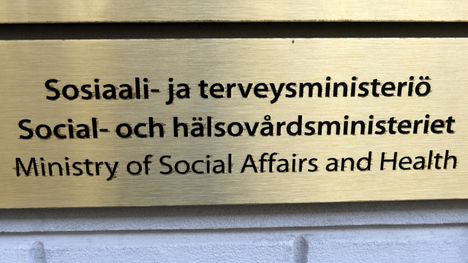 Sosiaali- ja terveysministeriö
Social- och hälsovårdsministeriet
Ministry of Social Affairs and Health